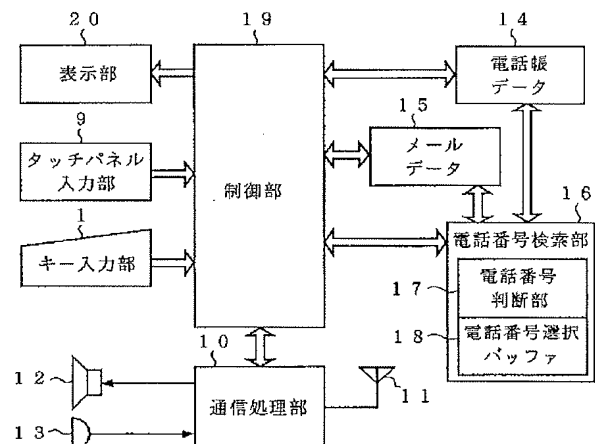 ２０
表示部
９
タッチパネル
入力部
１
キー入力部
１９
制御部
１４
電話帳
データ
１５
メール
データ
１６
電話番号検索部
１７
電話番号
判断部
１８
電話番号選択
バッファ
１０
通信処理部
１１
１２
１３